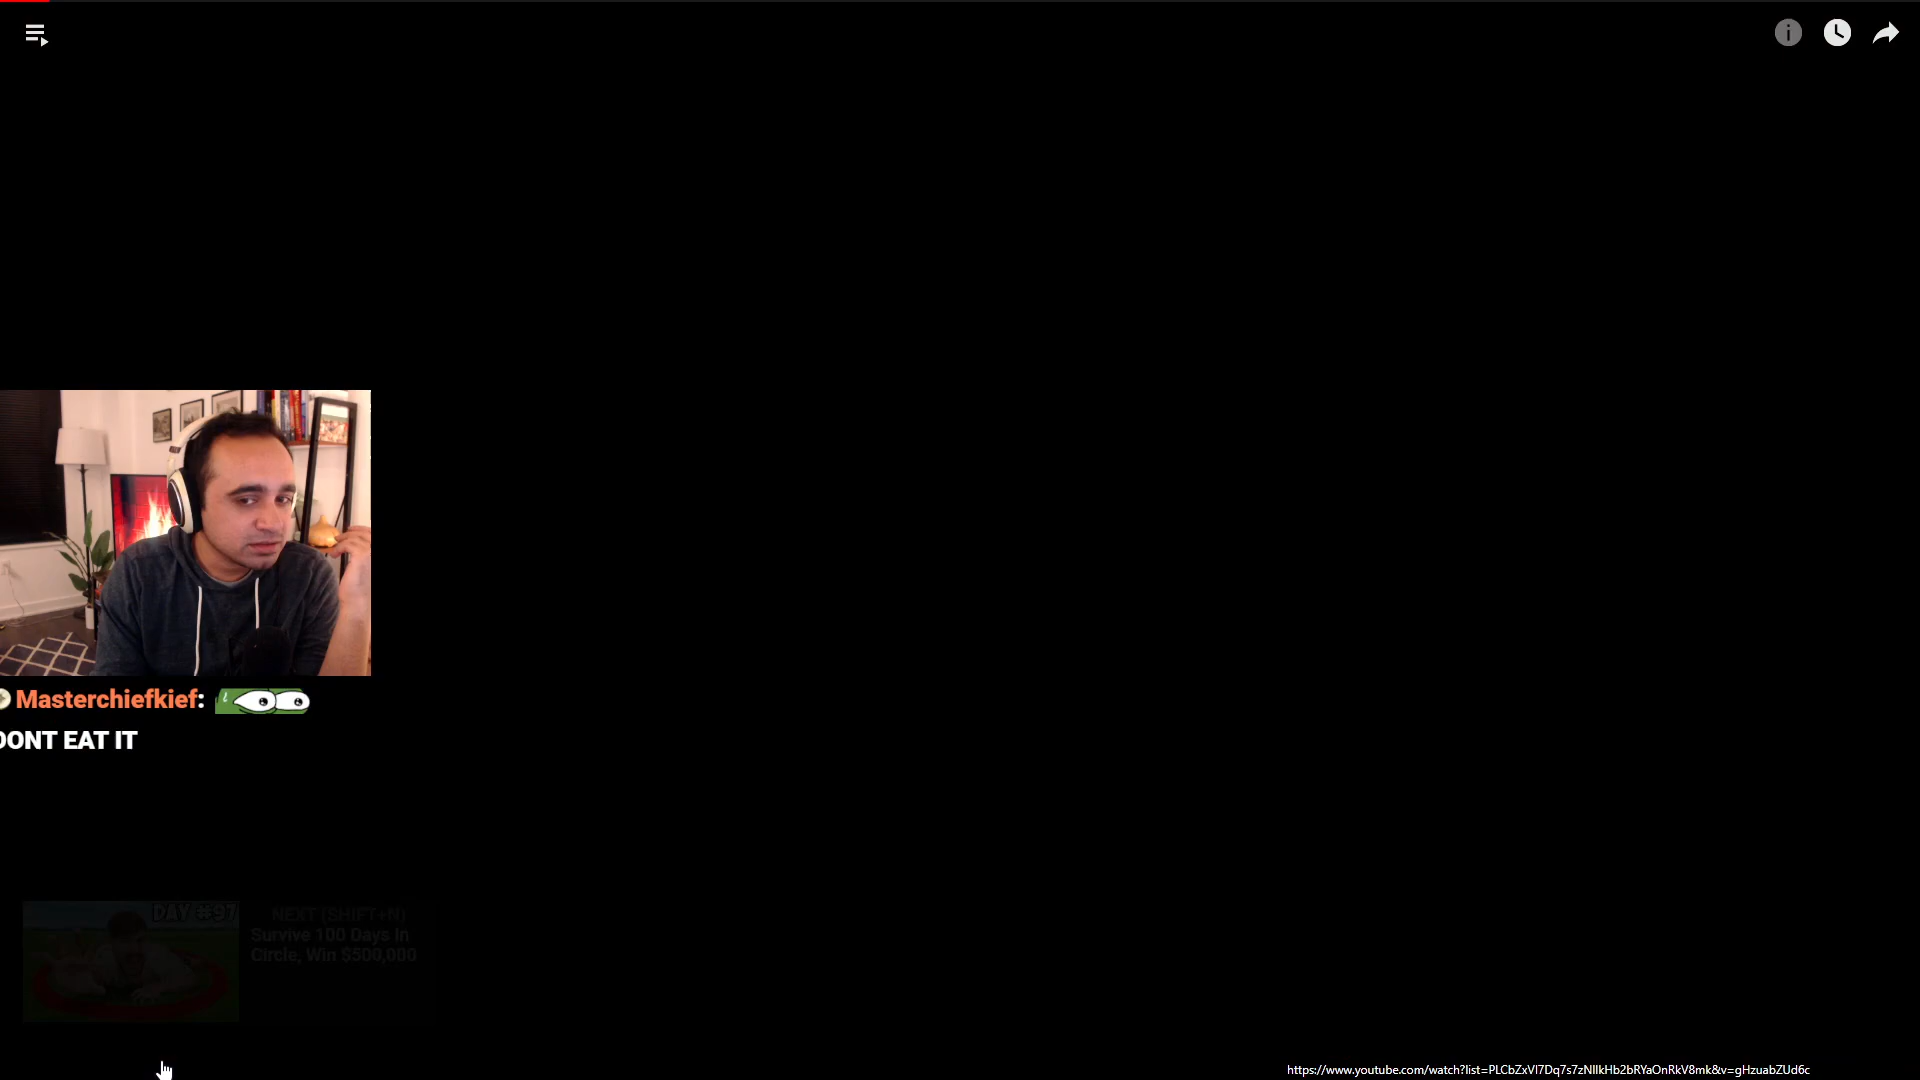 Masterchiefkief:
DONT EAT IT
DAY #97
NEXT (SHIFT+N)
Survive 100 Days In
Circle, Win $500,000
https://www.youtube.com/watch?list=PLCbZxVI7Dq7s7zNIlkHb2bRYaOnRkV8mk&v=gHzuabZUd6c